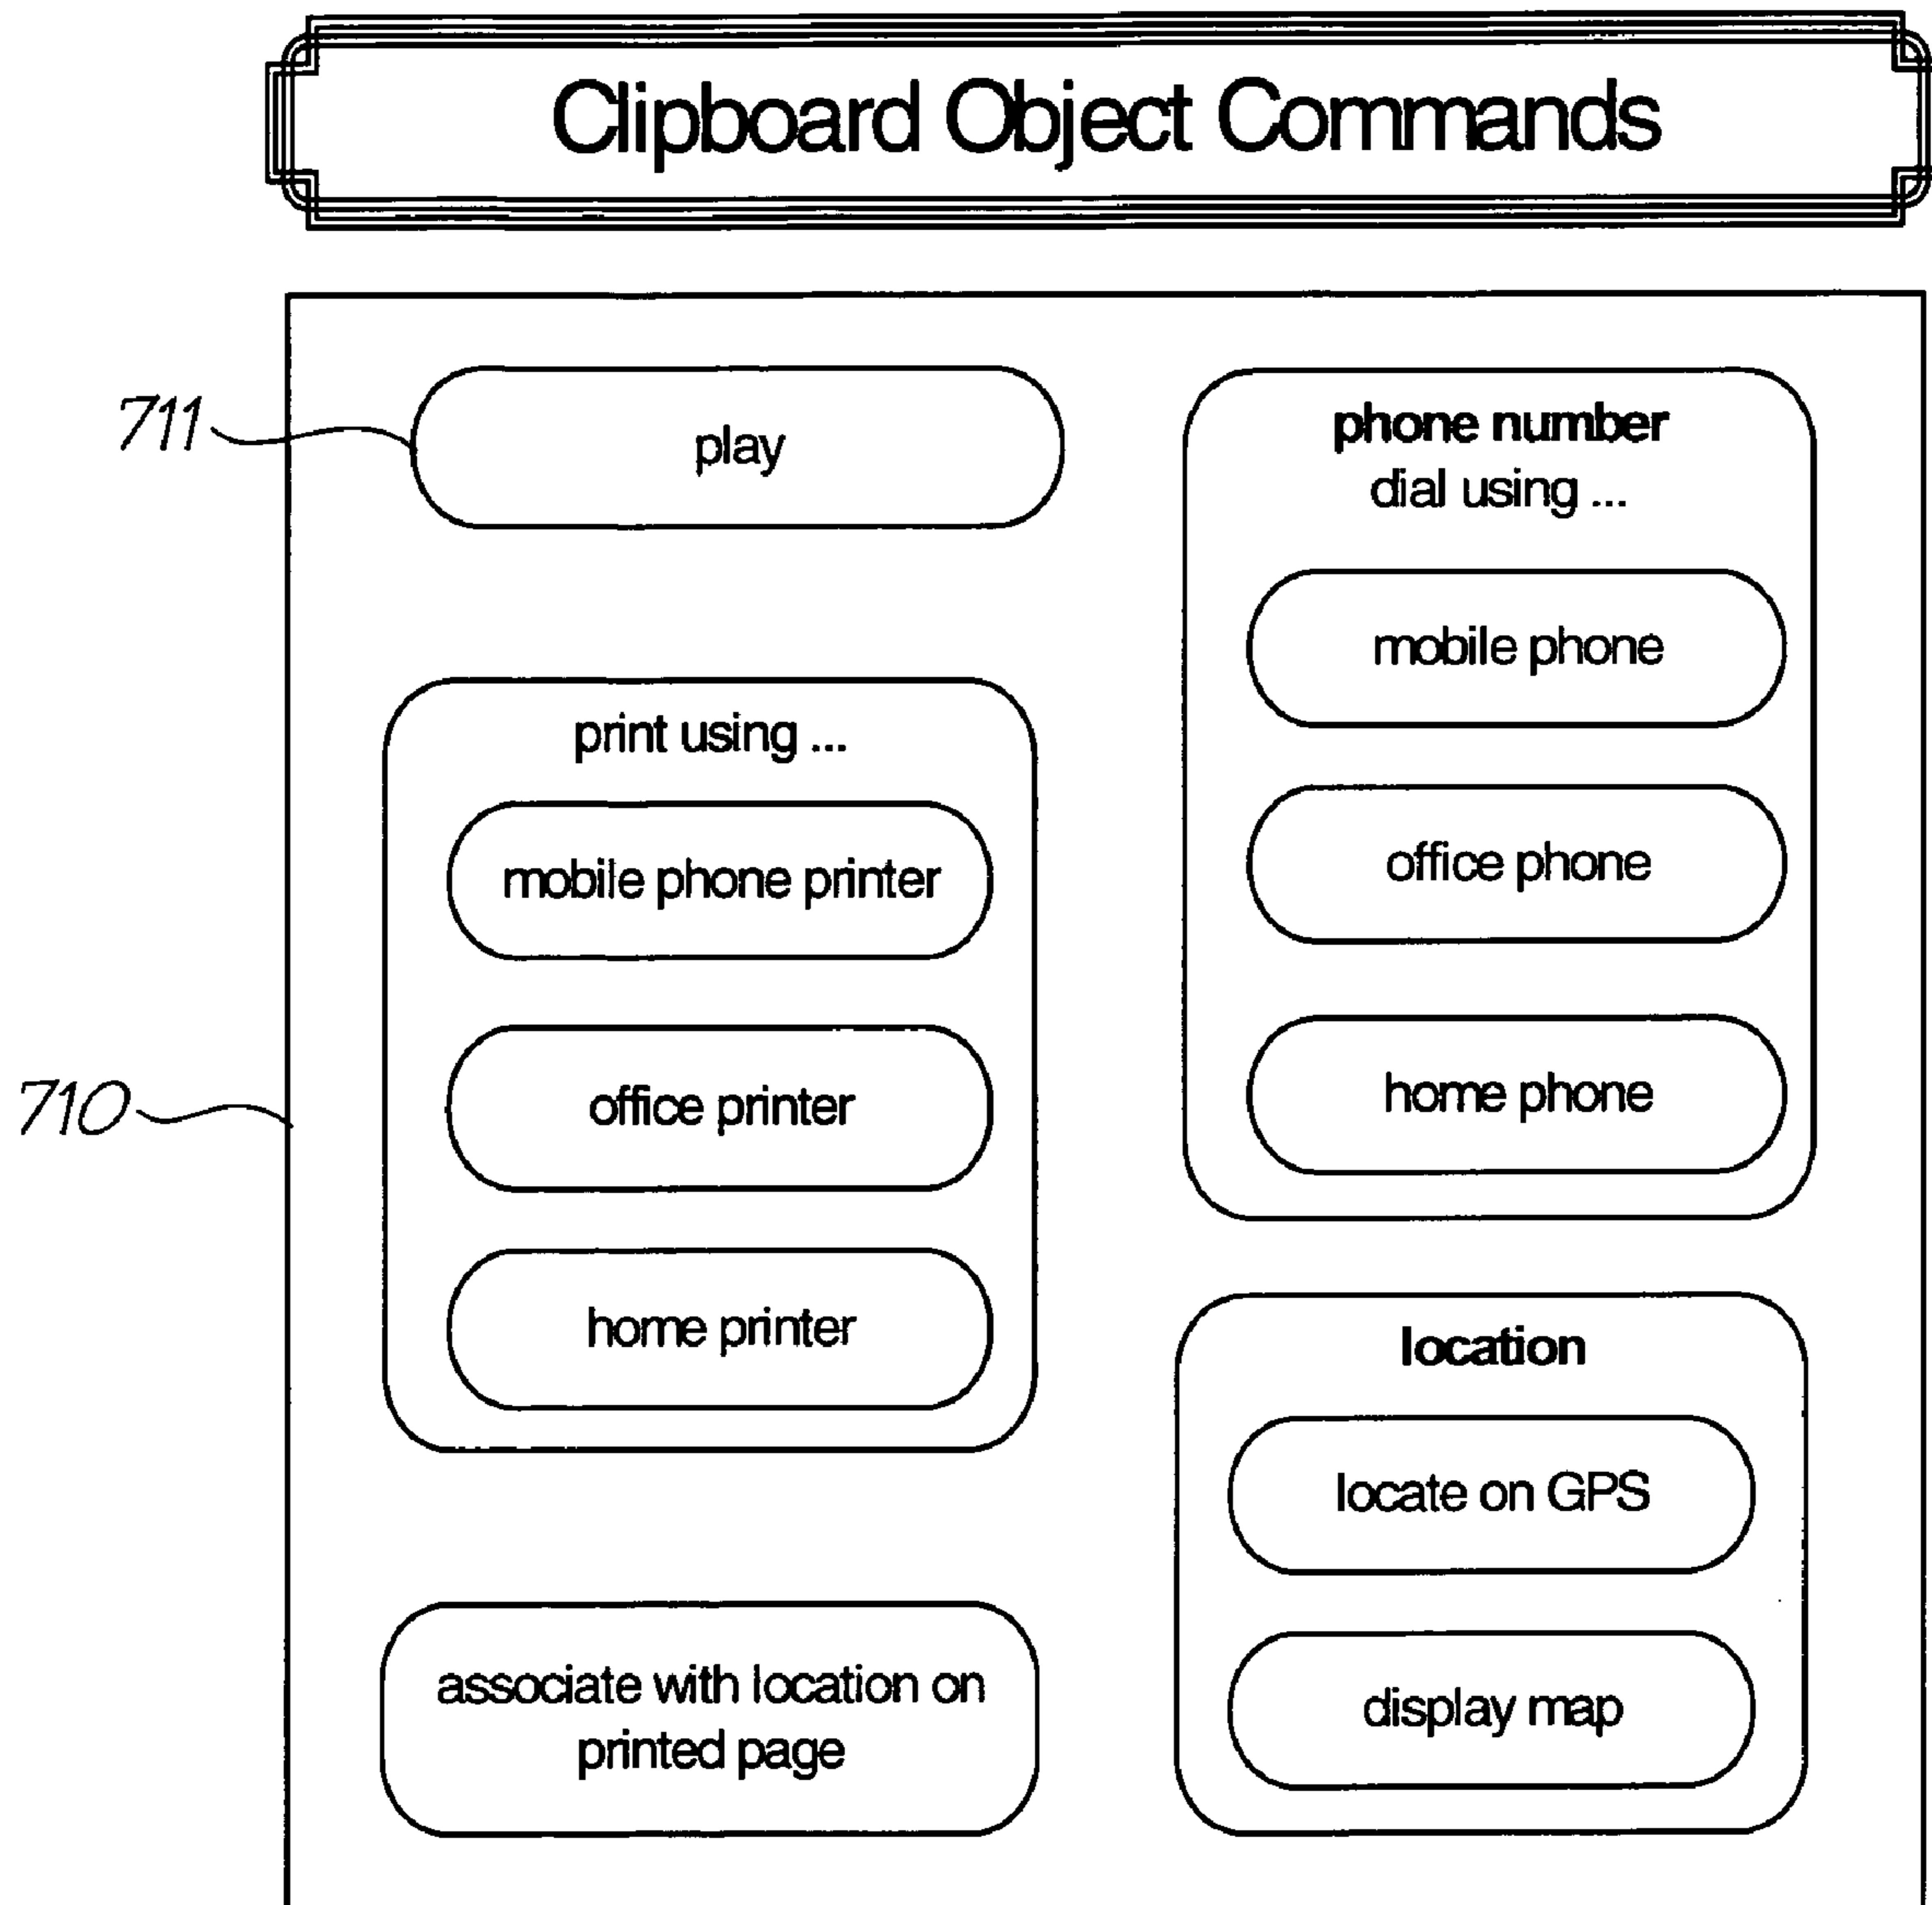 Clipboard Object Commands
711
play
print using ...
mobile phone printer
office printer
home printer
710
associate with location on
printed page
phone number
dial using ...
mobile phone
office phone
home phone
location
locate on GPS
display map